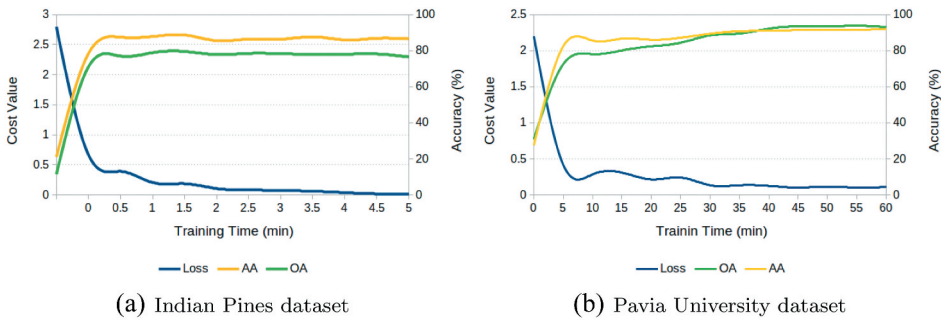 3
2.5
2
1.5
1
0.5
0
Cost Value
100
80
60
40
20
0
Accuracy (%)
0 0.5 1 1.5 2 2.5 3 3.5 4 4.5 5
Training Time (min)
Loss AA OA
(a) Indian Pines dataset
2.5
2
1.5
1
0.5
0
Cost Value
100
80
60
40
20
0
Accuracy (%)
0 5 10 15 20 25 30 35 40 45 50 55 60
Trainin Time (min)
Loss OA AA
(b) Pavia University dataset